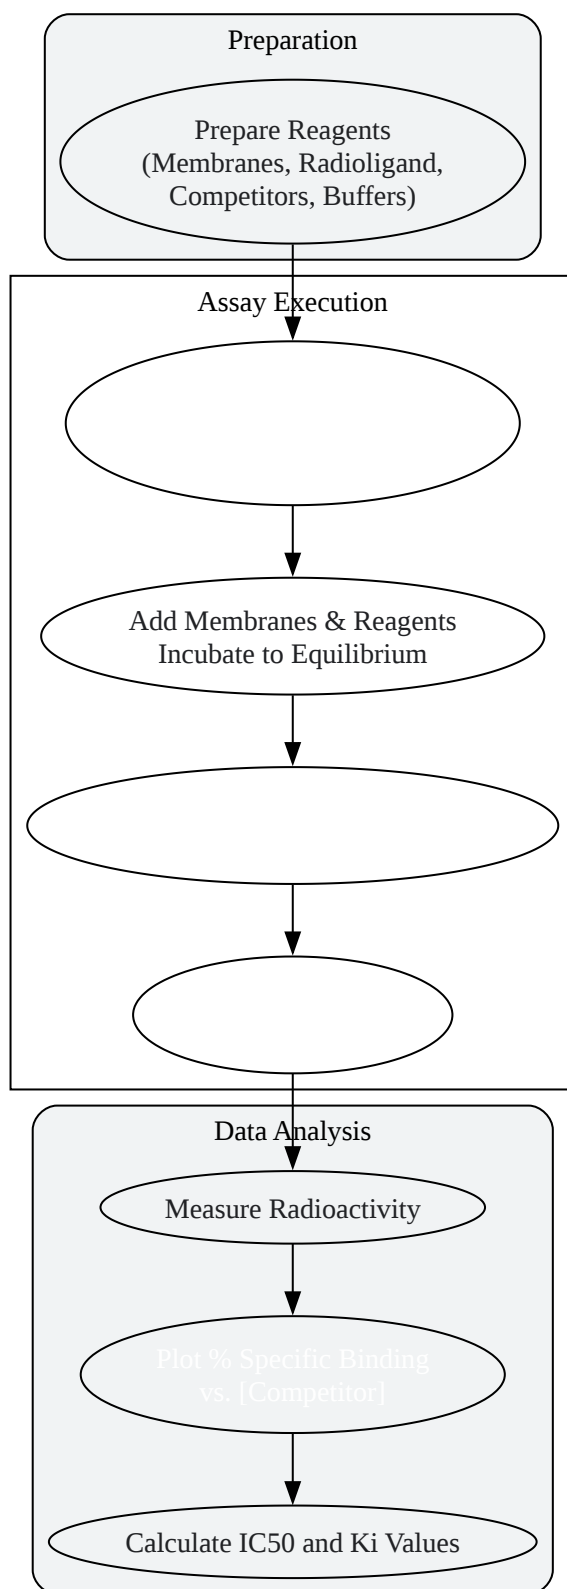 Preparation
Prepare Reagents
(Membranes, Radioligand,
Competitors, Buffers)
Assay Execution
Add Membranes & Reagents
Incubate to Equilibrium
Data Analysis
Measure Radioactivity
Plot % Specific Binding
vs. [Competitor]
Calculate IC50 and Ki Values